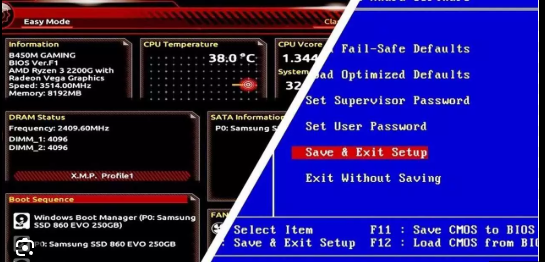 Easy Mode
Information
B450M GAMING
BIOS Ver.F1
AMD Ryzen 3 2200G with
Radeon Vega Graphics
Speed: 3514.00MHz
Memory: 8192MB
CPU Temperature
38.0 °C
CPU Vcore
1.344
System
32
DRAM Status
Frequency: 2409.60MHz
DIMM_1: 4096
DIMM_2: 4096
X.M.P. Profile1
SATA Information
P0: Samsung S
Boot Sequence
Windows Boot Manager (P0: Samsung
SSD 860 EVO 250GB)
P0: Samsung SSD 860 EVO 250GB
FAN
Fail-Safe Defaults
Optimized Defaults
Set Supervisor Password
Set User Password
Save & Exit Setup
Exit Without Saving
Select Item
F11 : Save CMOS to BIOS
: Save & Exit Setup
F12 : Load CMOS from BI